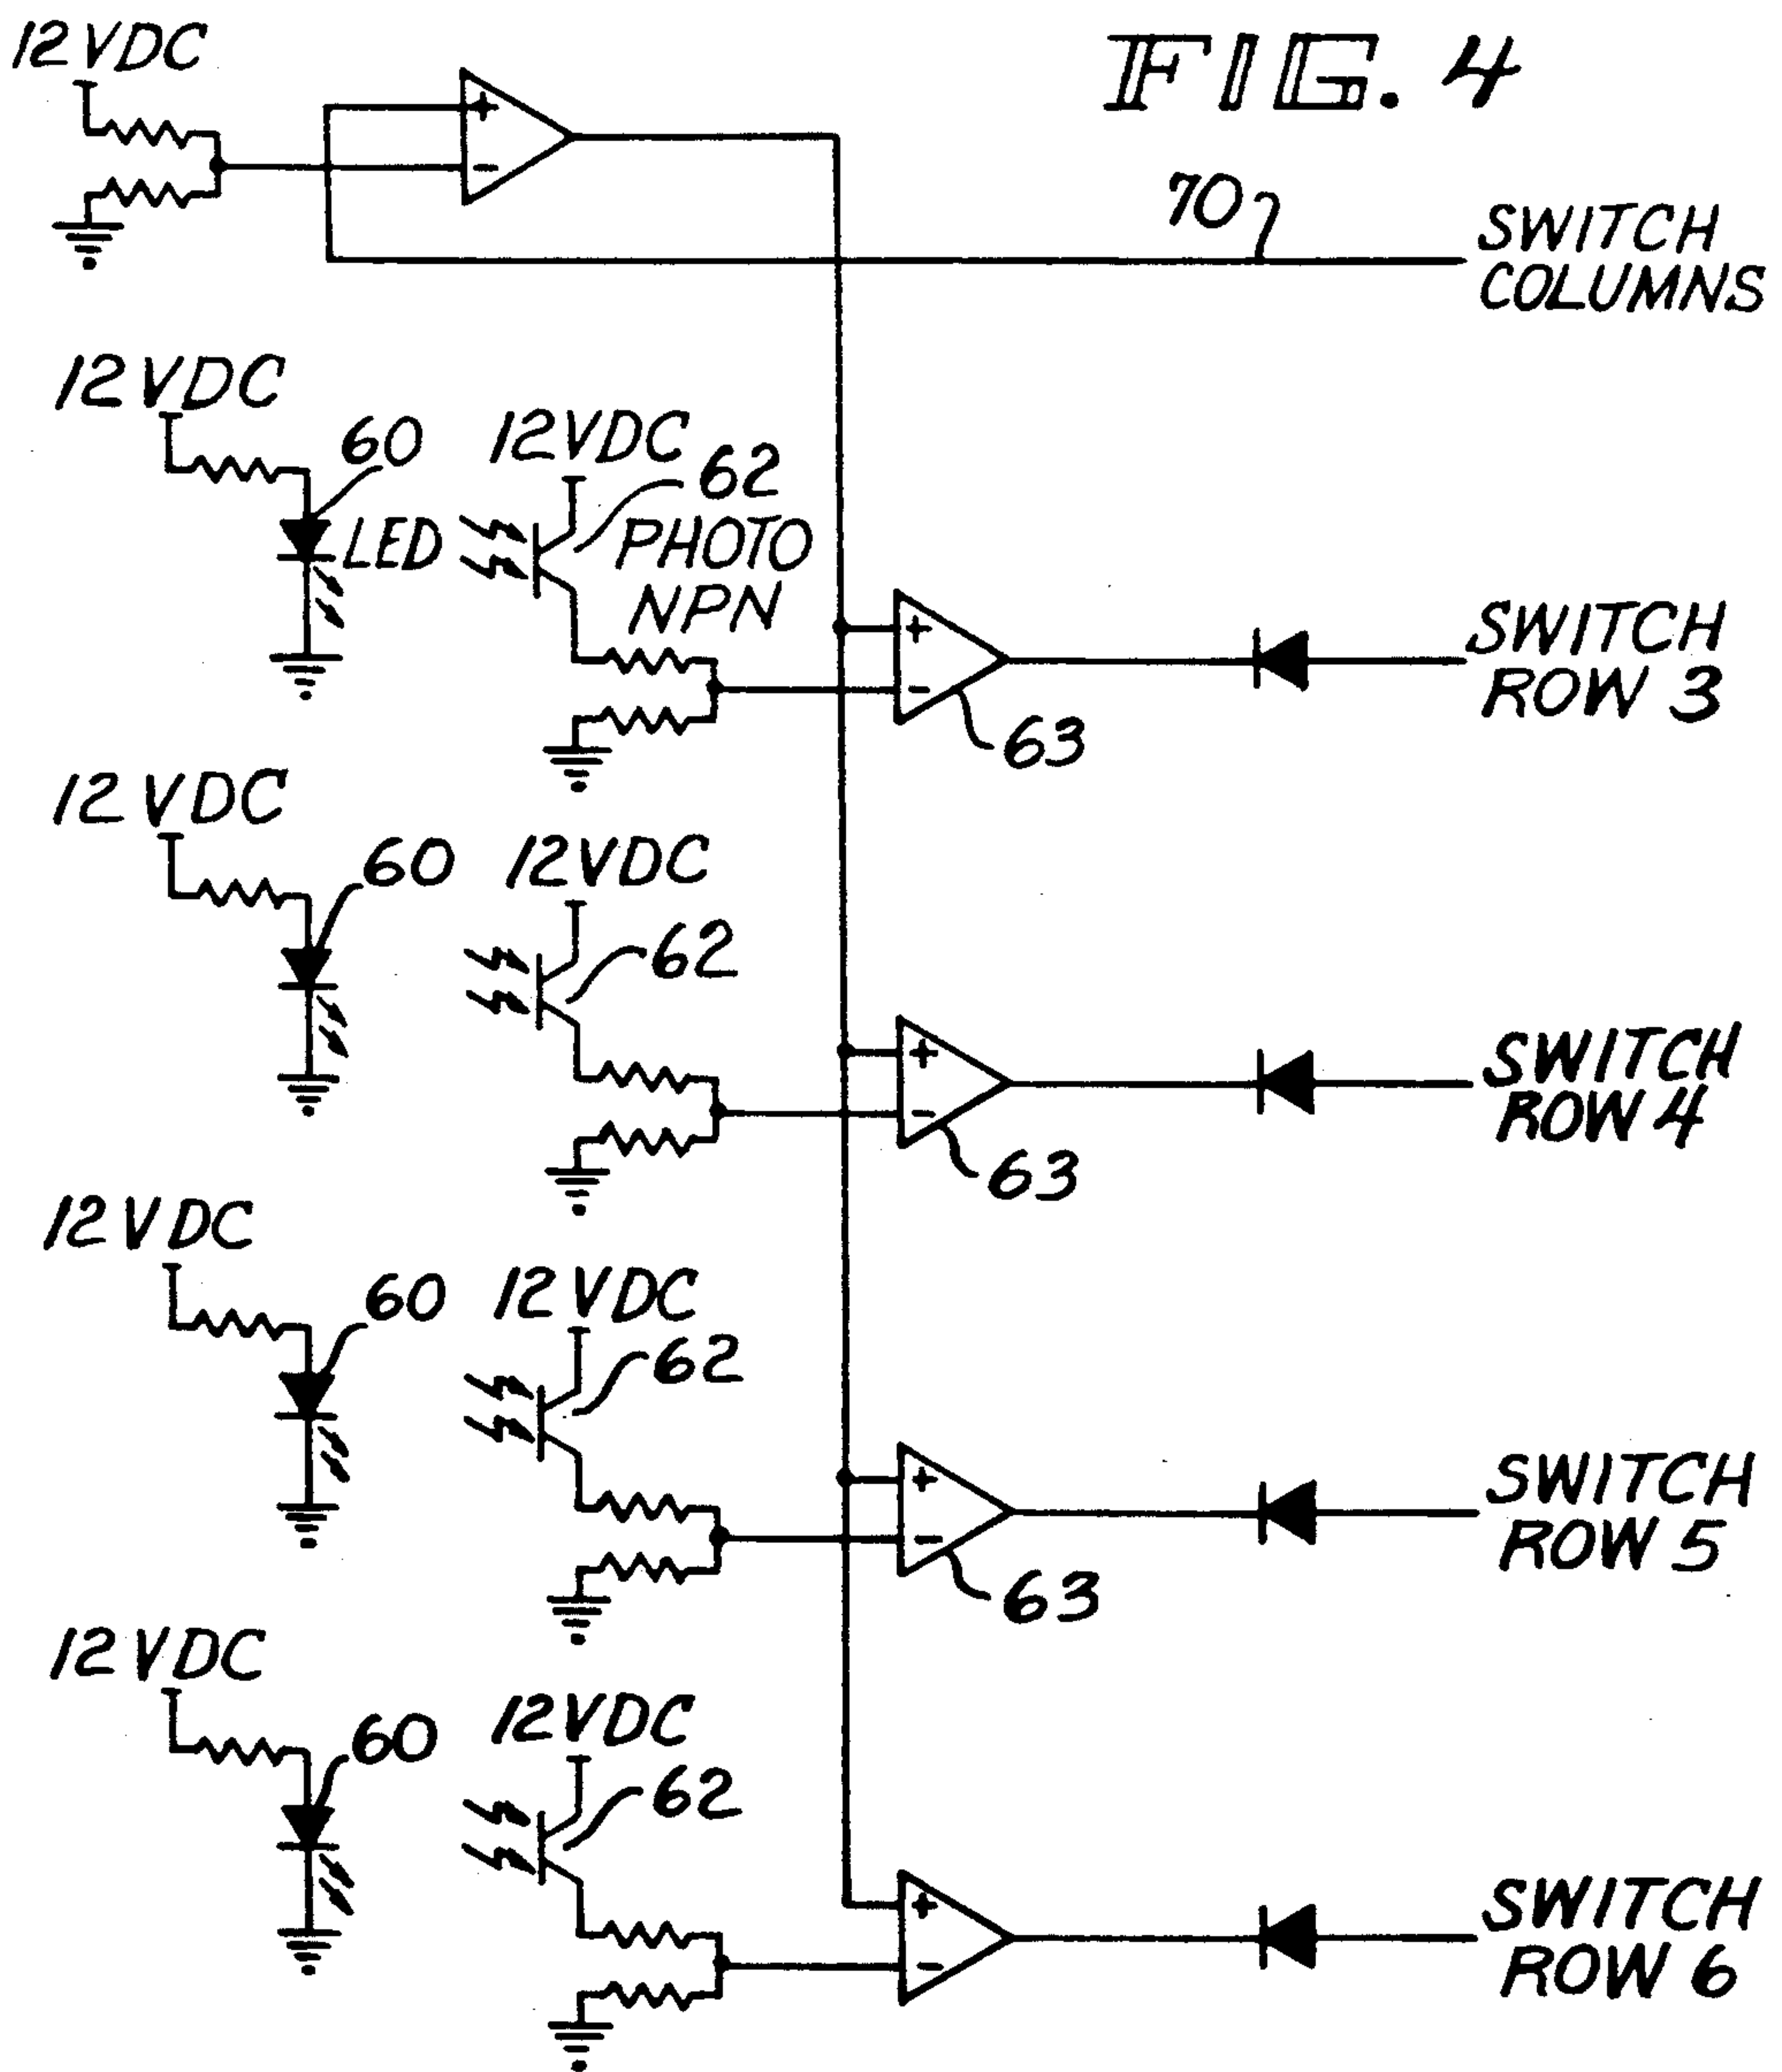 FIG. 4
12VDC
+
-
70
SWITCH
COLUMNS
12VDC
60
LED
12VDC
62
PHOTO
NPN
+
-
63
SWITCH
ROW 3
12VDC
60
12VDC
62
+
-
63
SWITCH
ROW 4
12VDC
60
12VDC
62
+
-
63
SWITCH
ROW 5
12VDC
60
12VDC
62
+
-
SWITCH
ROW 6